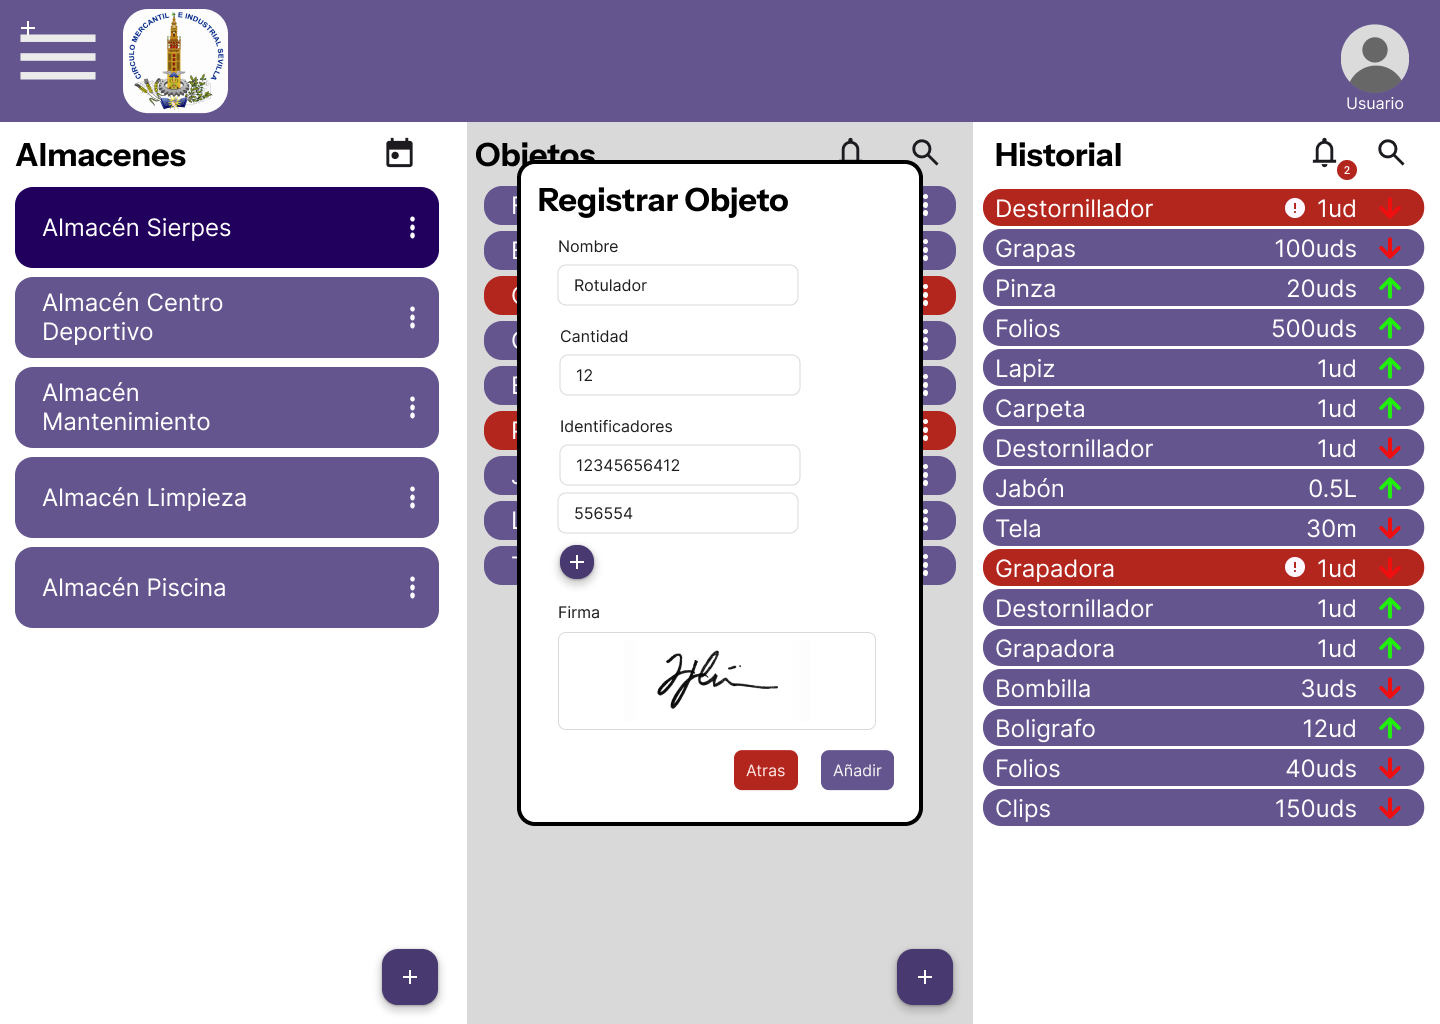 CIRCULO MERCANTIL E INDUSTRIAL SEVILLA
Usuario
Almacenes
Almacén Sierpes
Almacén Centro
Deportivo
Almacén
Mantenimiento
Almacén Limpieza
Almacén Piscina
Objetos
Registrar Objeto
Nombre
Rotulador
Cantidad
12
Identificadores
12345656412
556554
+
Firma
Atras Añadir
Historial
2
Destornillador ! 1ud
Grapas 100uds
Pinza 20uds
Folios 500uds
Lapiz 1ud
Carpeta 1ud
Destornillador 1ud
Jabón 0.5L
Tela 30m
Grapadora ! 1ud
Destornillador 1ud
Grapadora 1ud
Bombilla 3uds
Boligrafo 12ud
Folios 40uds
Clips 150uds
+
+